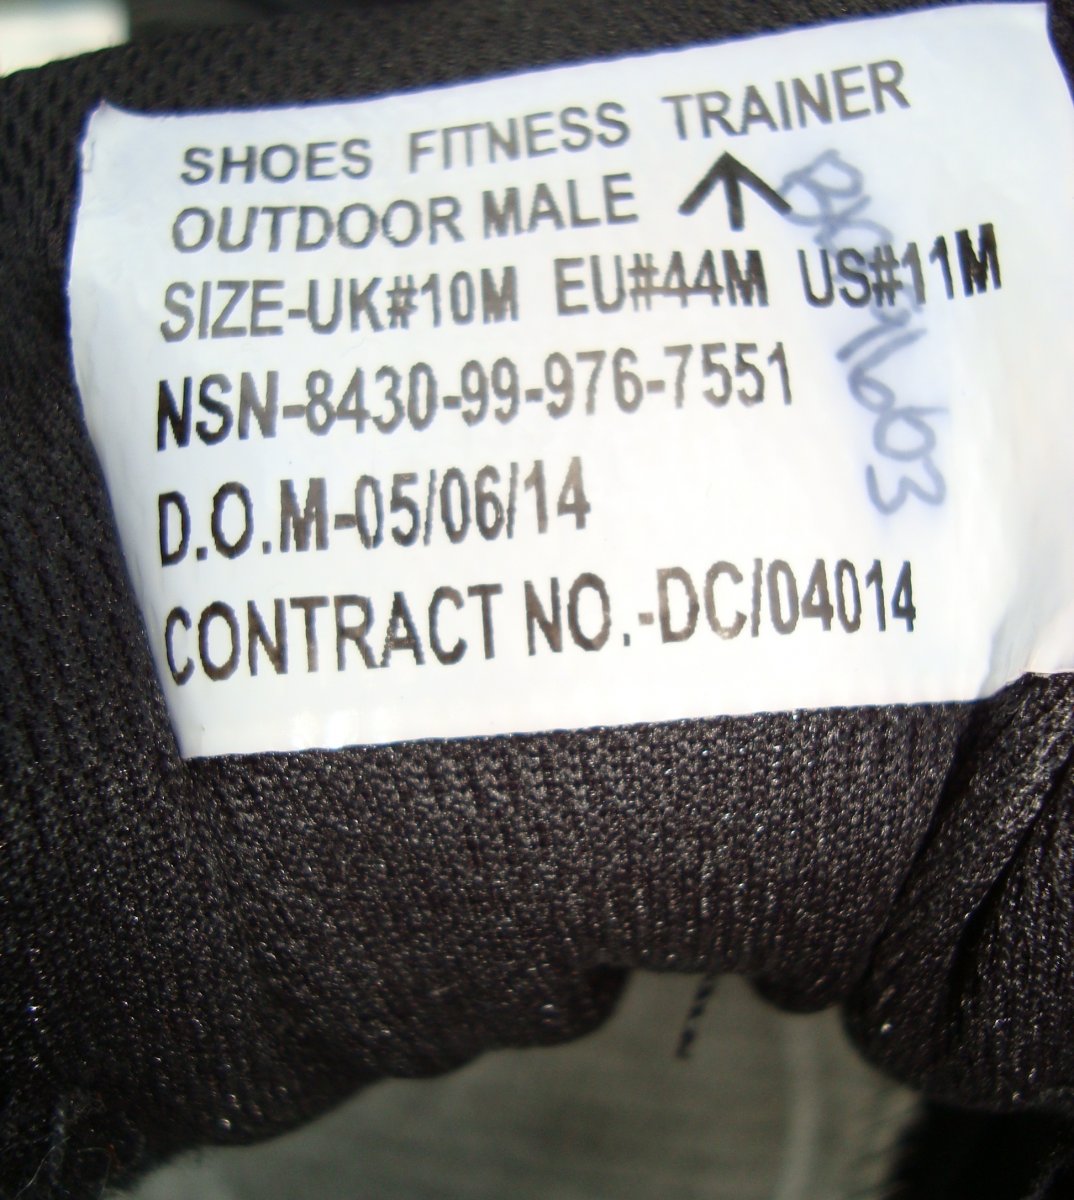 SHOES FITNESS TRAINER
OUTDOOR MALE
SIZE-UK#10M EU#44M US#11M
NSN-8430-99-976-7551
D.O.M-05/06/14
CONTRACT NO.-DC/04014